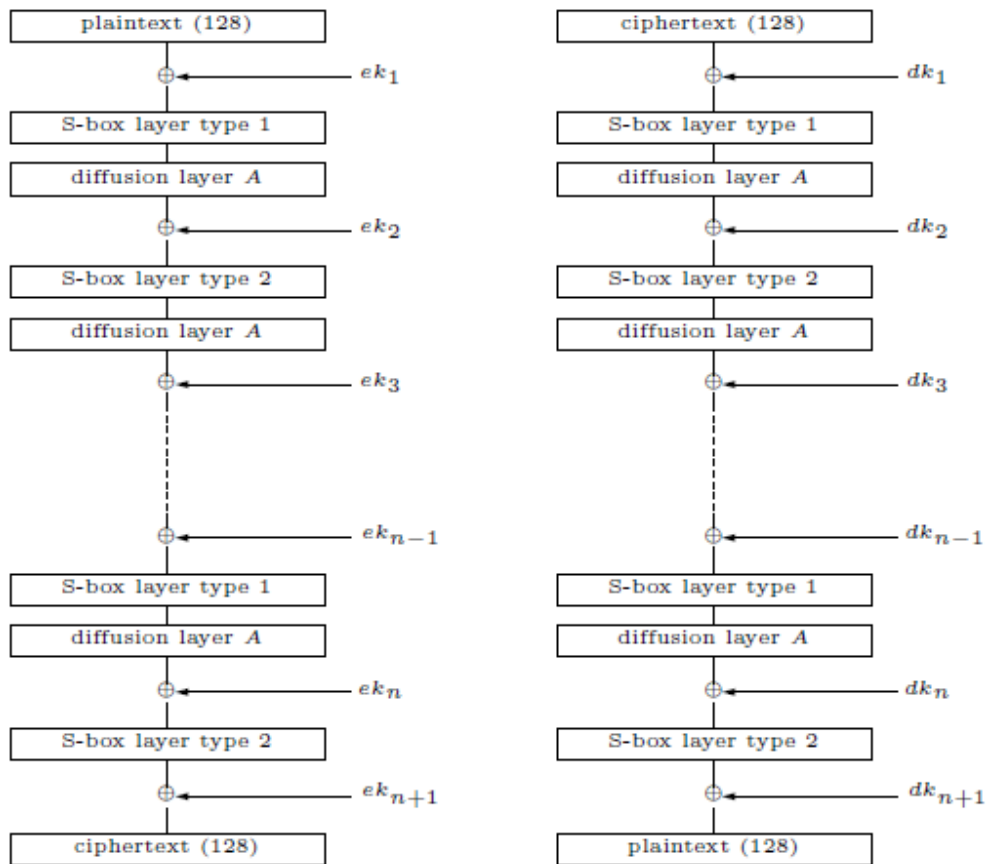 plaintext (128)
ek1
S-box layer type 1
diffusion layer A
ek2
S-box layer type 2
diffusion layer A
ek3
ekn−1
S-box layer type 1
diffusion layer A
ekn
S-box layer type 2
ekn+1
ciphertext (128)
ciphertext (128)
dk1
S-box layer type 1
diffusion layer A
dk2
S-box layer type 2
diffusion layer A
dk3
dkn−1
S-box layer type 1
diffusion layer A
dkn
S-box layer type 2
dkn+1
plaintext (128)